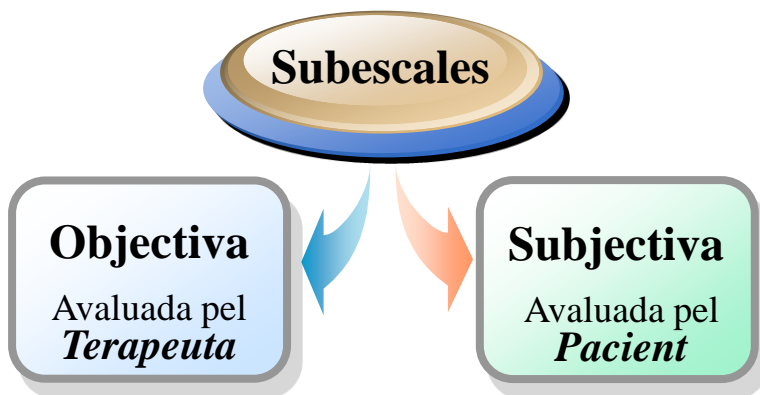 Subescales
Objectiva
Avaluada pel
Terapeuta
Subjectiva
Avaluada pel
Pacient